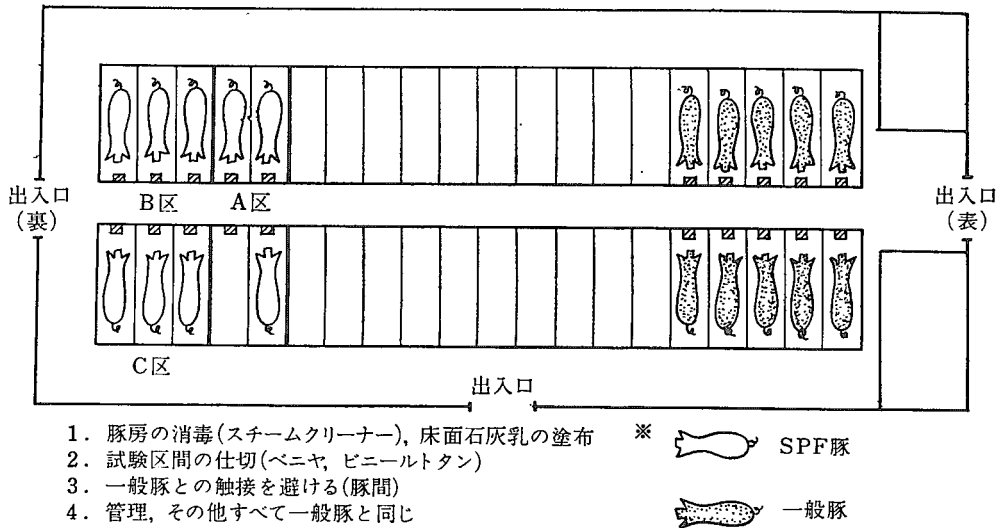 出入口
(裏)
B区
A区
出入口
(表)
C区
出入口
1. 豚房の消毒(スチームクリーナー), 床面石灰乳の塗布
2. 試験区間の仕切(ベニヤ, ビニールトタン)
3. 一般豚との触接を避ける(豚間)
4. 管理, その他すべて一般豚と同じ
※
SPF豚
一般豚